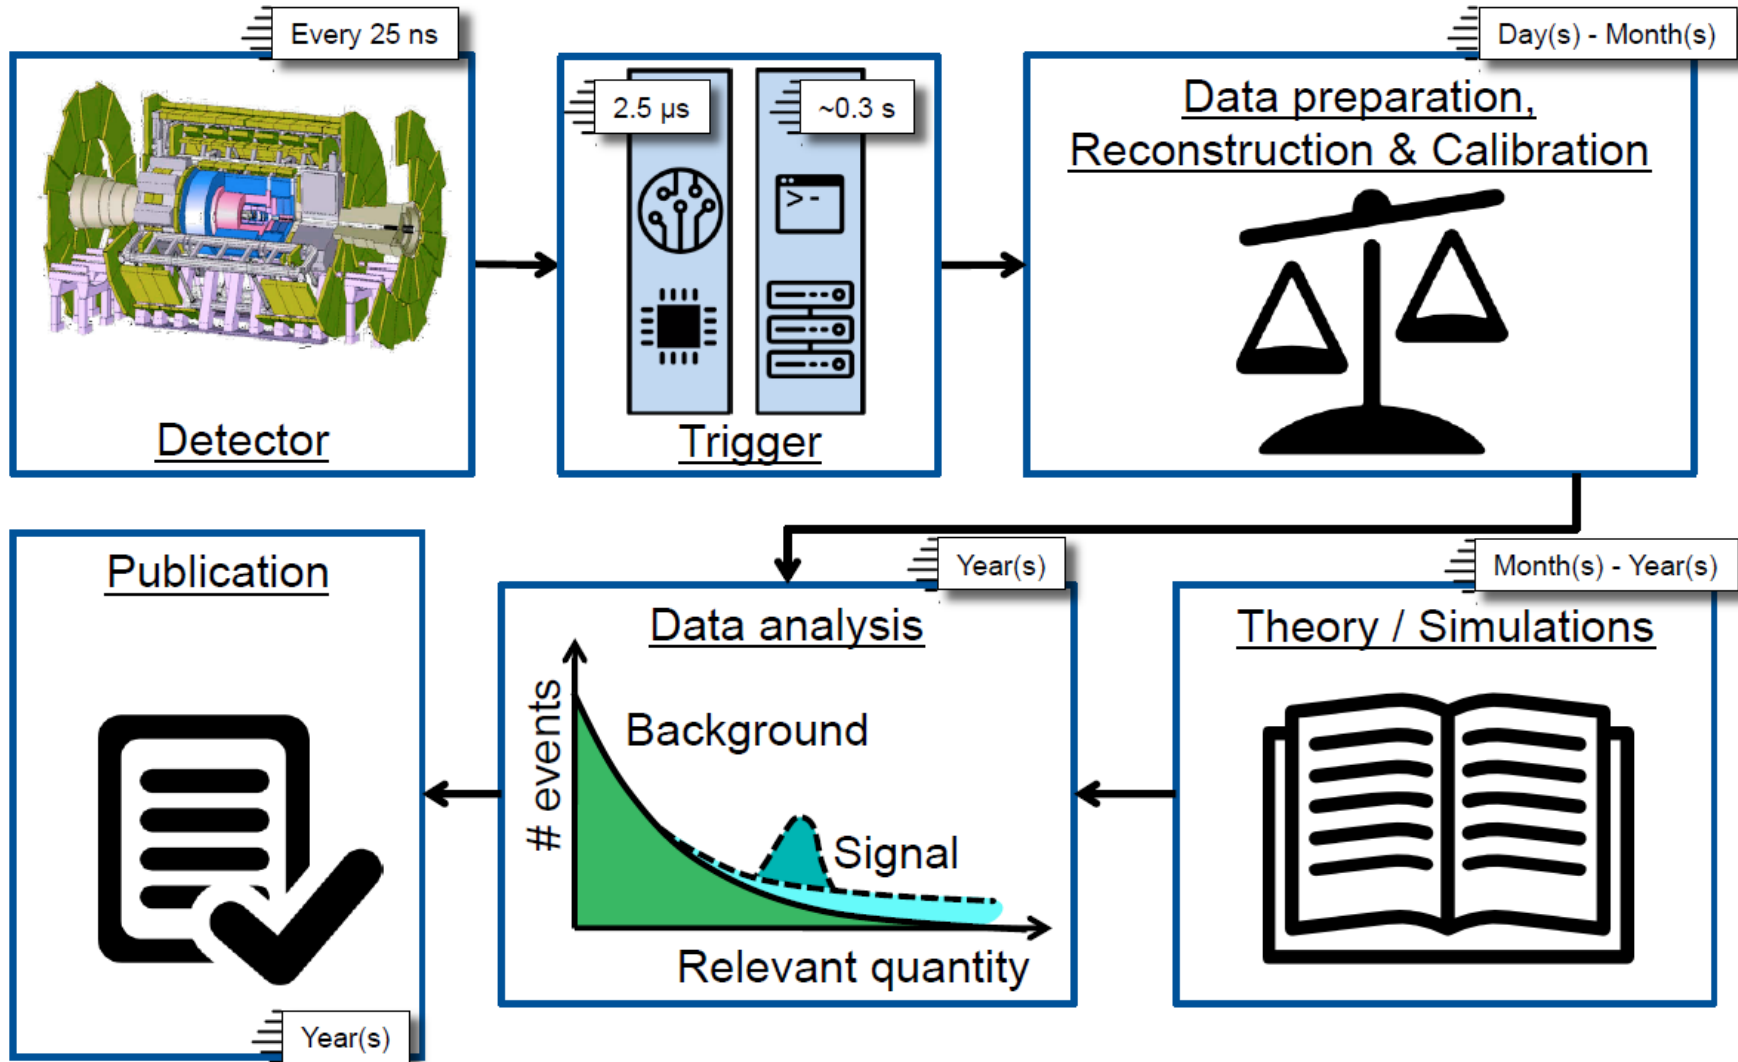 Every 25 ns
Detector
2.5 µs
~0.3 s
>-
Trigger
Day(s) - Month(s)
Data preparation,
Reconstruction & Calibration
Publication
Year(s)
Year(s)
Data analysis
# events
Background
Signal
Relevant quantity
Month(s) - Year(s)
Theory / Simulations